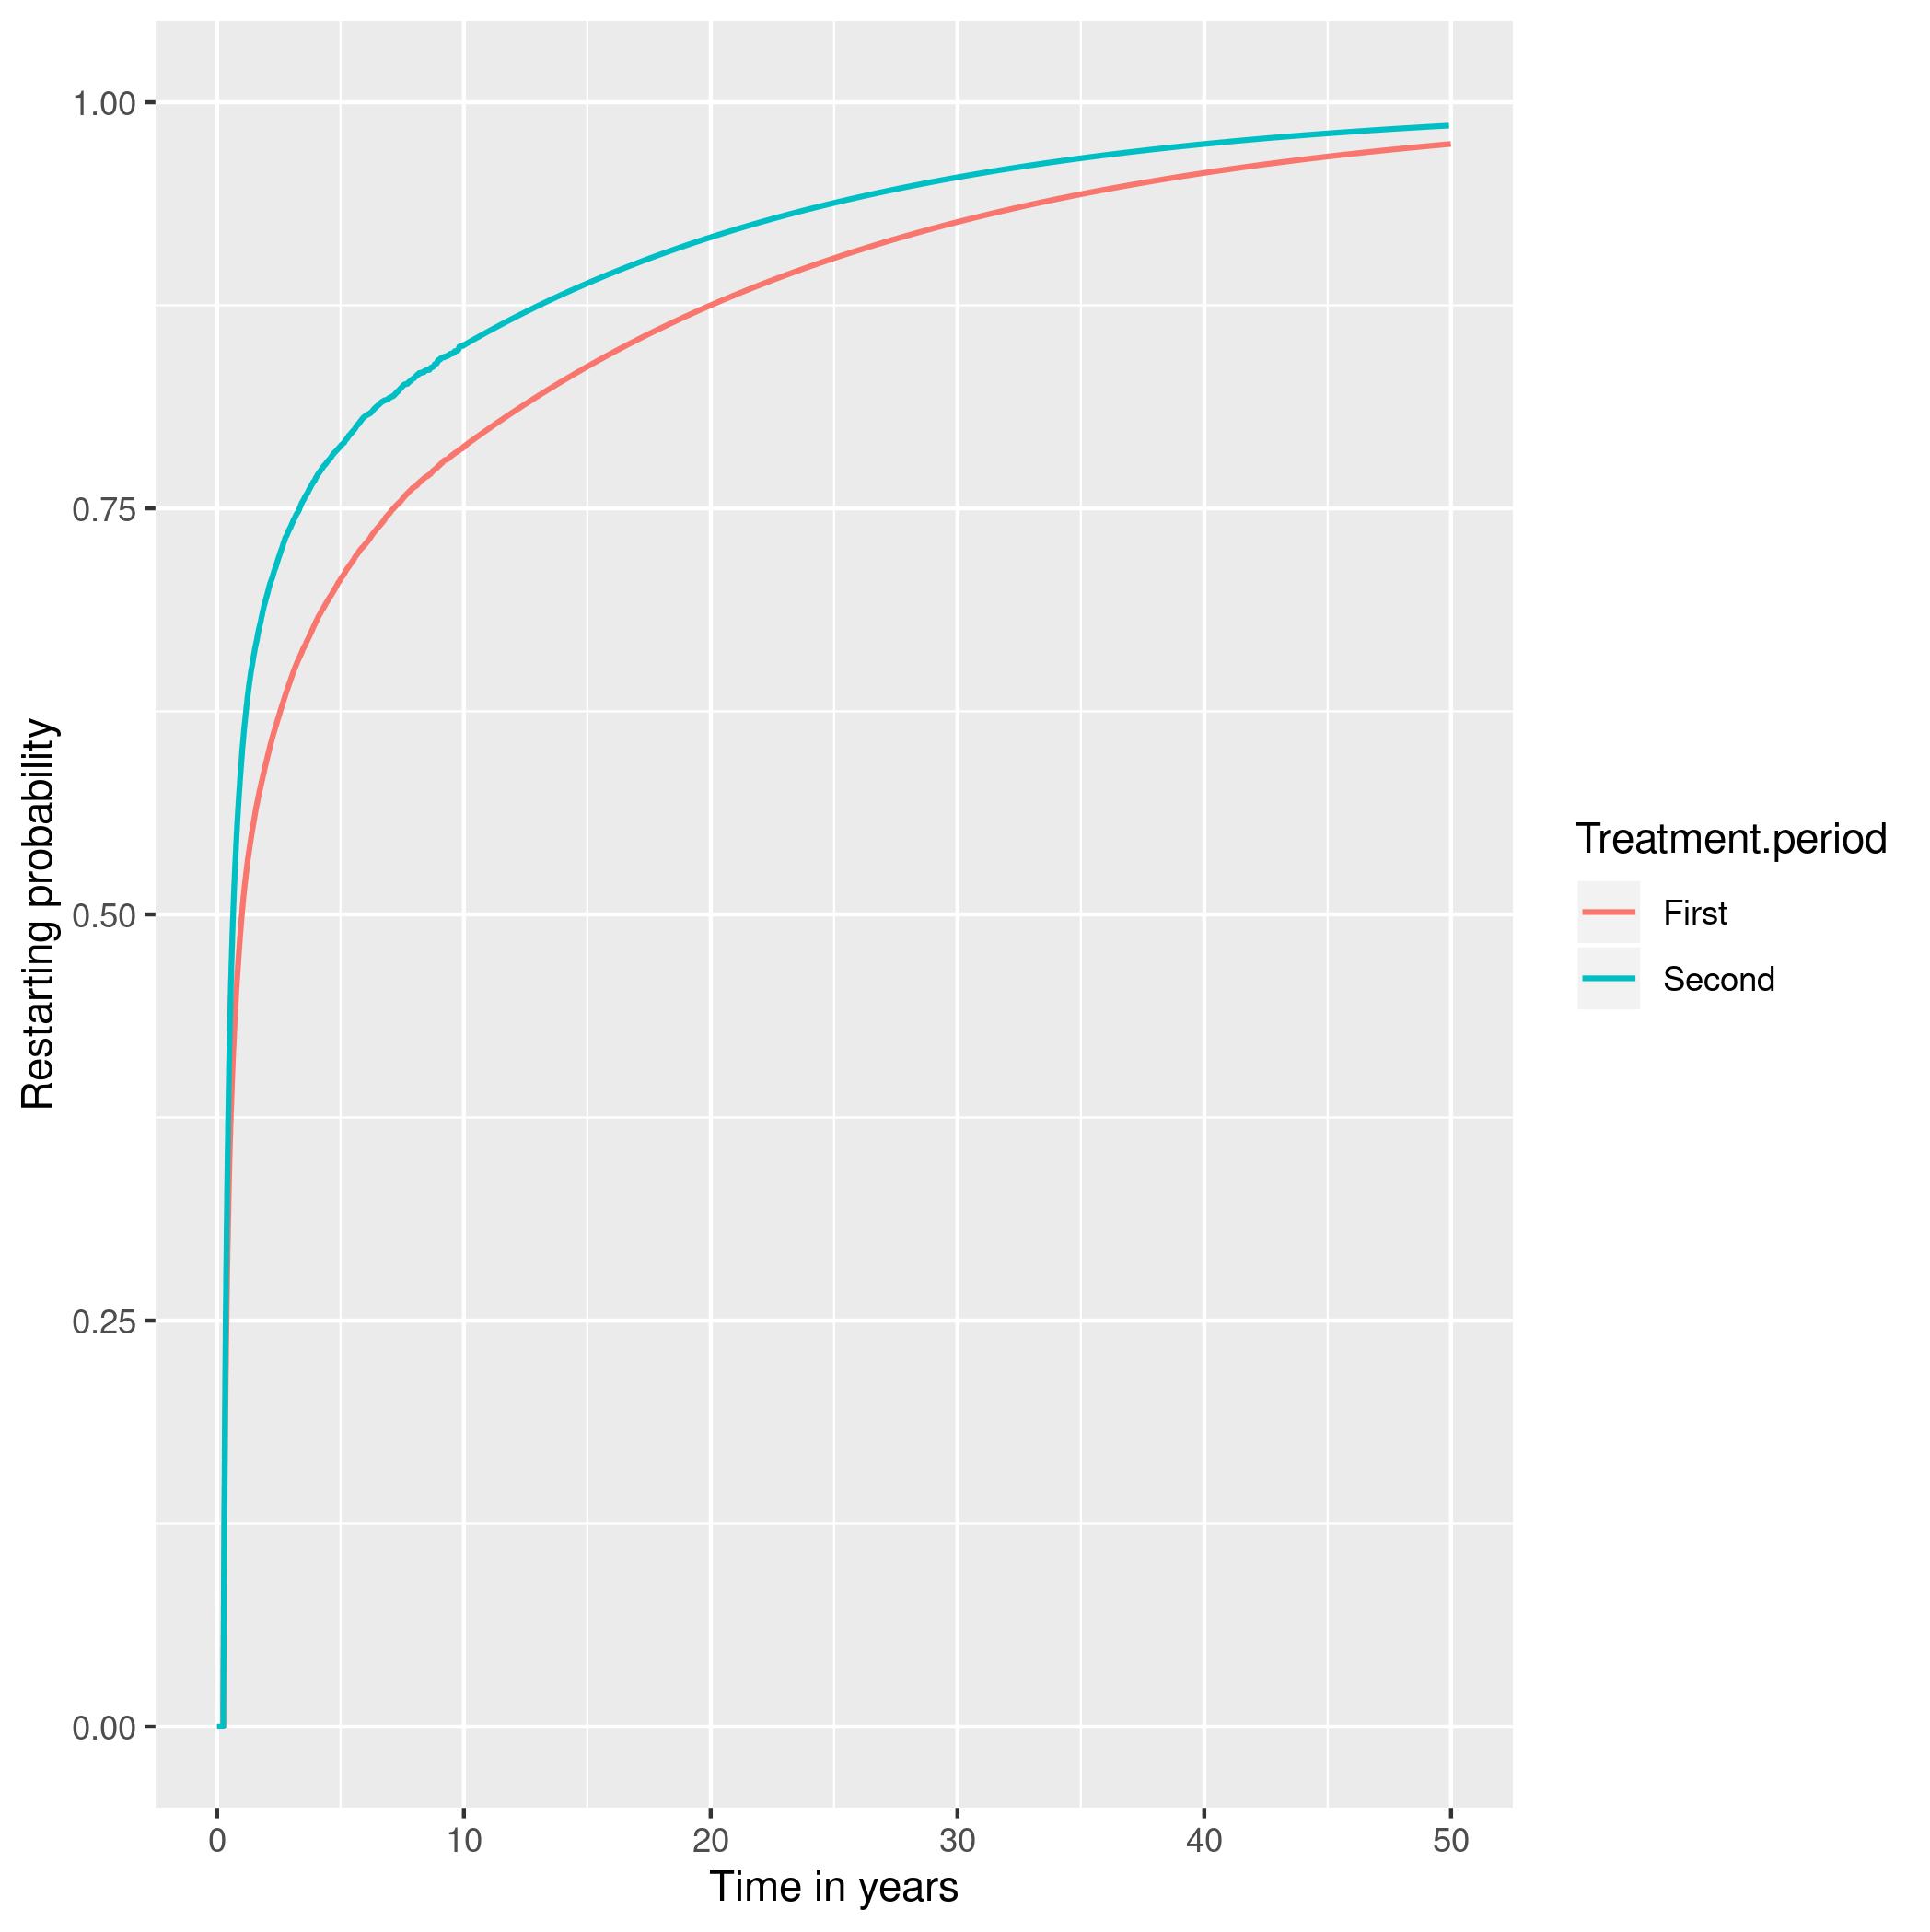 1.00
0.75
0.50
0.25
0.00
Restarting probability
0 10 20 30 40 50
Time in years
Treatment.period
First
Second